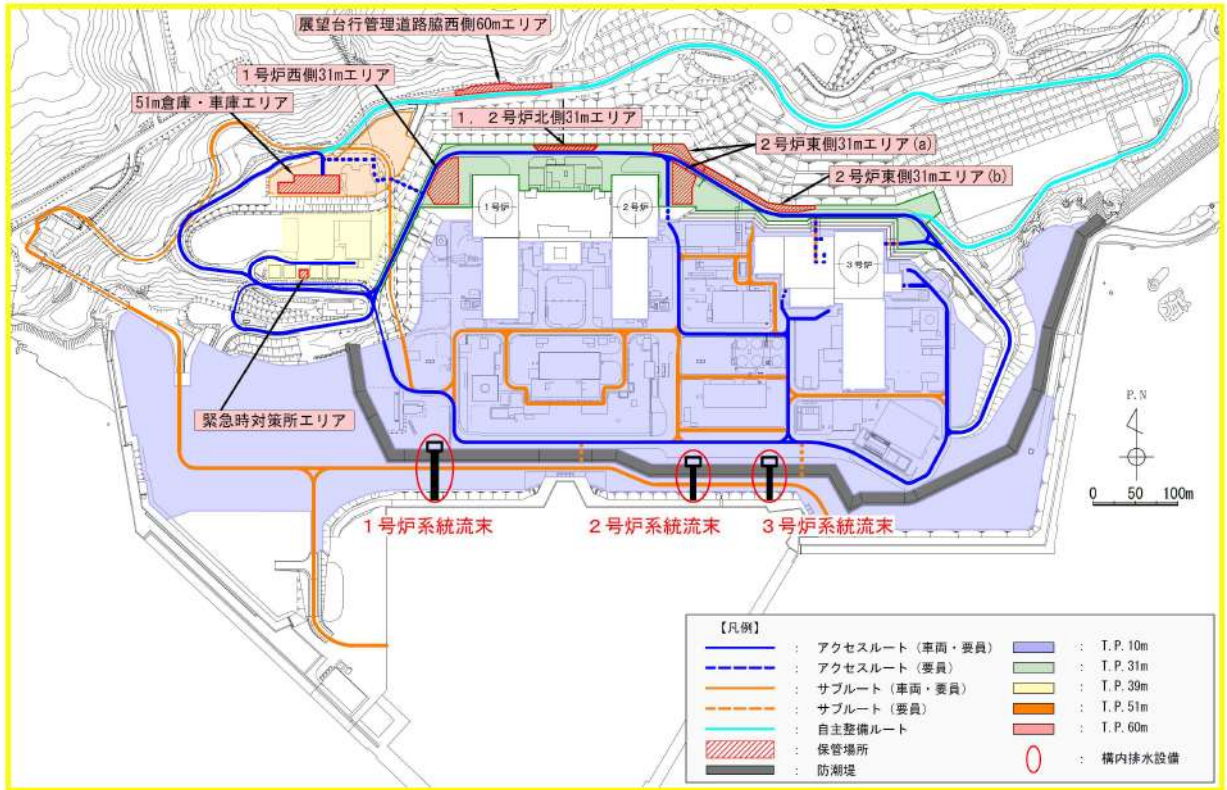 展望台行管理道路脇西側60mエリア
1号炉西側31mエリア
51m倉庫・車庫エリア
1，2号炉北側31mエリア
2号炉東側31mエリア(a)
2号炉東側31mエリア(b)
1号炉
2号炉
3号炉
緊急時対策所エリア
P.N
0 50 100m
1号炉系統流末
2号炉系統流末
3号炉系統流末
【凡例】
： アクセスルート（車両・要員）
： アクセスルート（要員）
： サブルート（車両・要員）
： サブルート（要員）
： 自主整備ルート
： 保管場所
： 防潮堤
： T.P.10m
： T.P.31m
： T.P.39m
： T.P.51m
： T.P.60m
： 構内排水設備